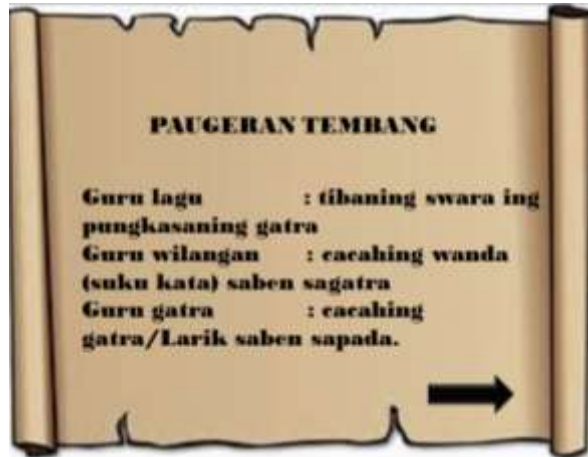 PAUGERAN TEMBANG
Guru lagu : tibaning swara ing
pungkasaning gatra
Guru wilangan : cacahing wanda
(suku kata) saben sagatra
Guru gatra : cacahing
gatra/Larik saben sapada.